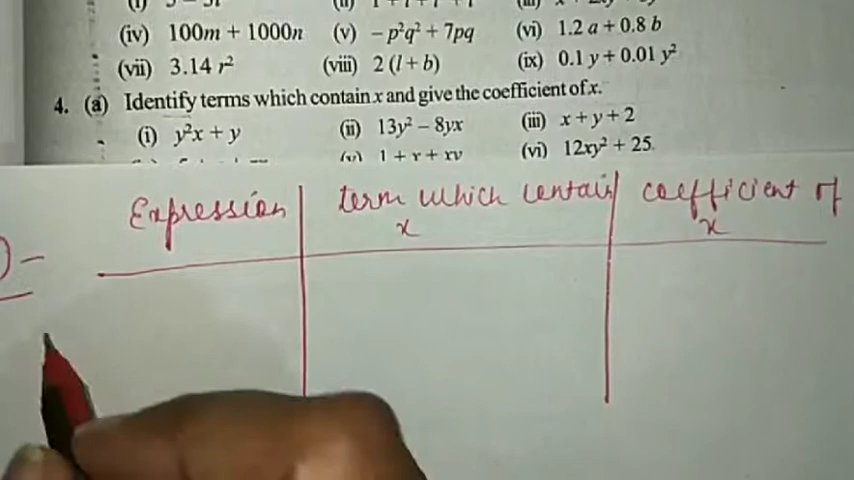 (iv) 100m + 1000n (v) – p²q² + 7pq (vi) 1.2 a + 0.8 b
(vii) 3.14 r² (viii) 2 (l + b) (ix) 0.1 y + 0.01 y²
4. (a) Identify terms which contain x and give the coefficient of x.
(i) y²x + y (ii) 13y² – 8yx (iii) x + y + 2
(v) 1 + x + xy (vi) 12xy² + 25
Expression term which contain coefficient of
x x